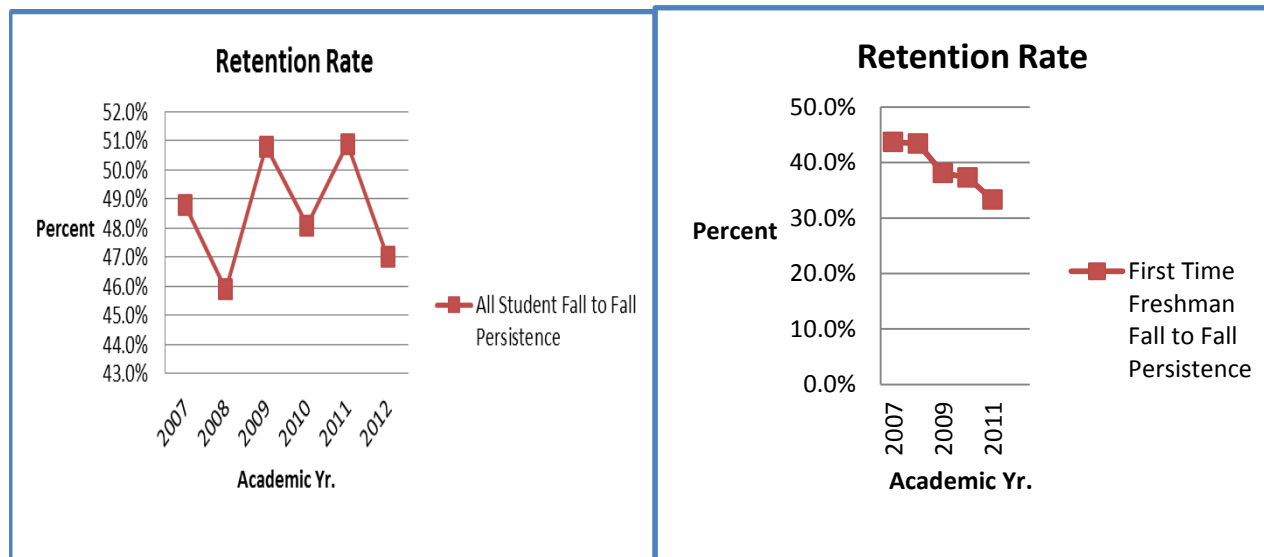 Retention Rate
52.0%
51.0%
50.0%
49.0%
48.0%
47.0%
46.0%
45.0%
44.0%
43.0%
Percent
All Student Fall to Fall
Persistence
2007
2008
2009
2010
2011
2012
Academic Yr.
Retention Rate
50.0%
40.0%
30.0%
20.0%
10.0%
0.0%
Percent
First Time
Freshman
Fall to Fall
Persistence
2007
2009
2011
Academic Yr.